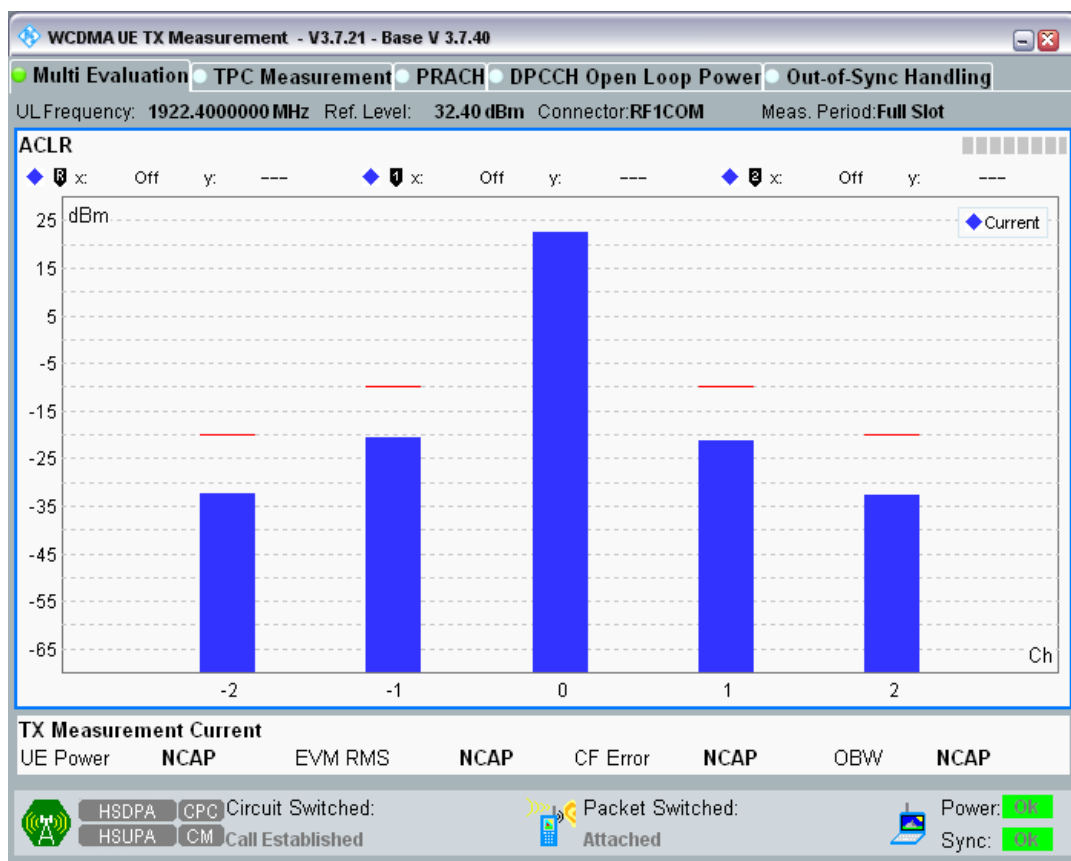 WCDMA UE TX Measurement - V3.7.21 - Base V 3.7.40
Multi Evaluation TPC Measurement PRACH DPCCH Open Loop Power Out-of-Sync Handling
UL Frequency: 1922.4000000 MHz Ref. Level: 32.40 dBm Connector:RF1COM Meas. Period:Full Slot
ACLR
R x: Off y: --- 1 x: Off y: --- 2 x: Off y: ---
dBm
Current
25
15
5
-5
-15
-25
-35
-45
-55
-65
Ch
-2 -1 0 1 2
TX Measurement Current
UE Power NCAP EVM RMS NCAP CF Error NCAP OBW NCAP
HSDPA CPC Circuit Switched: Packet Switched: Power: Ok
HSUPA CM Call Established Attached Sync: Ok